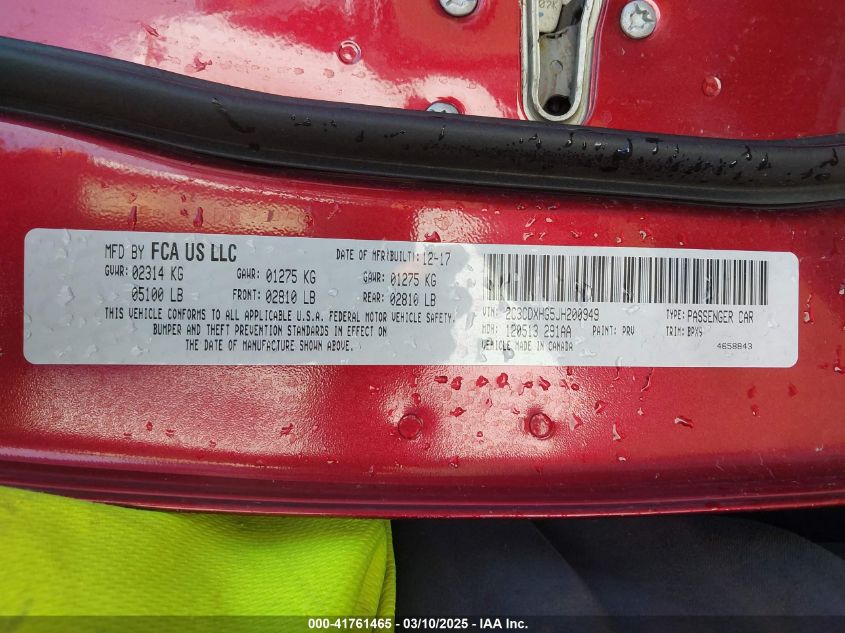 07K
MFD BY FCA US LLC DATE OF MFR(BUILT): 12-17
GVWR: 02314 KG GAWR: 01275 KG GAWR: 01275 KG
05100 LB FRONT: 02810 LB REAR: 02810 LB
THIS VEHICLE CONFORMS TO ALL APPLICABLE U.S.A. FEDERAL MOTOR VEHICLE SAFETY,
BUMPER AND THEFT PREVENTION STANDARDS IN EFFECT ON
THE DATE OF MANUFACTURE SHOWN ABOVE.
VIN: 2C3CDXHG5JH200949 TYPE: PASSENGER CAR
MDH: 120513 291AA PAINT: PRV TRIM: BPX9
VEHICLE MADE IN CANADA 4658843
000-41761465 - 03/10/2025 - IAA Inc.